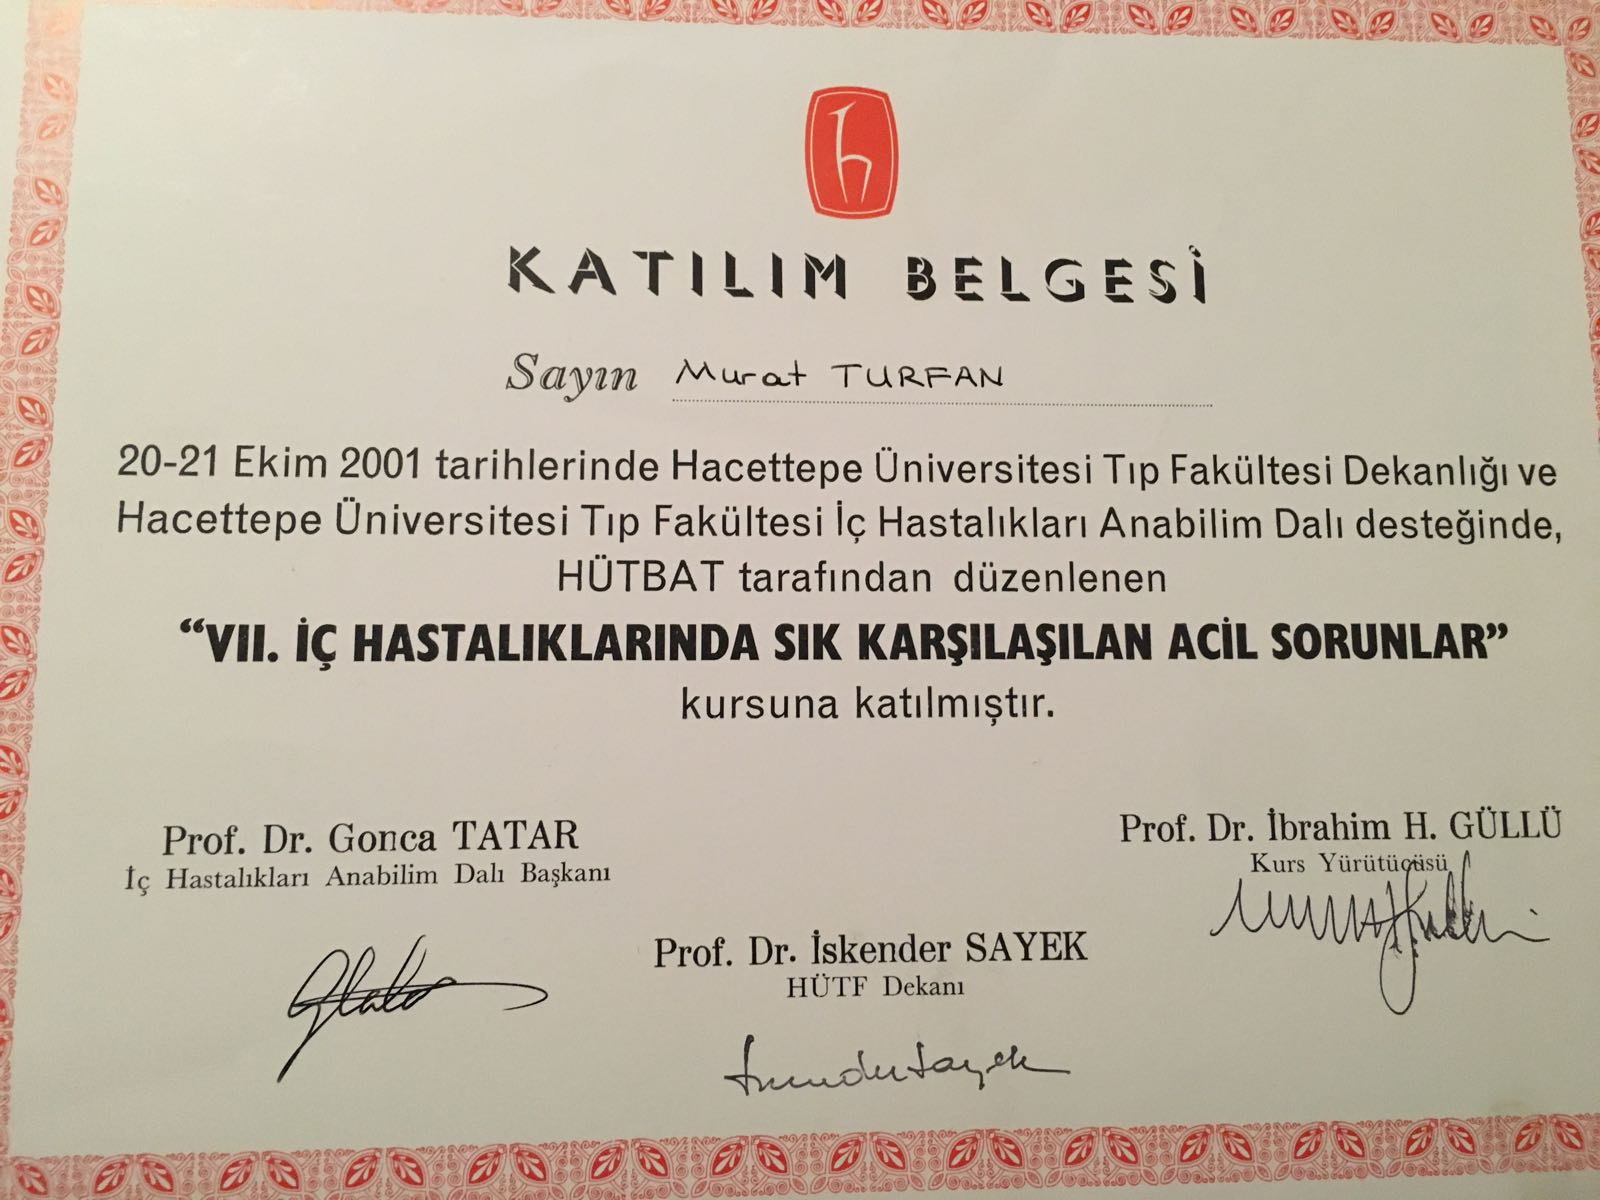 KATILIM BELGESİ
Sayın Murat TURFAN
20-21 Ekim 2001 tarihlerinde Hacettepe Üniversitesi Tıp Fakültesi Dekanlığı ve
Hacettepe Üniversitesi Tıp Fakültesi İç Hastalıkları Anabilim Dalı desteğinde,
HÜTBAT tarafından düzenlenen
“VII. İÇ HASTALIKLARINDA SIK KARŞILAŞILAN ACİL SORUNLAR”
kursuna katılmıştır.
Prof. Dr. Gonca TATAR
İç Hastalıkları Anabilim Dalı Başkanı
Prof. Dr. İskender SAYEK
HÜTF Dekanı
Prof. Dr. İbrahim H. GÜLLÜ
Kurs Yürütücüsü